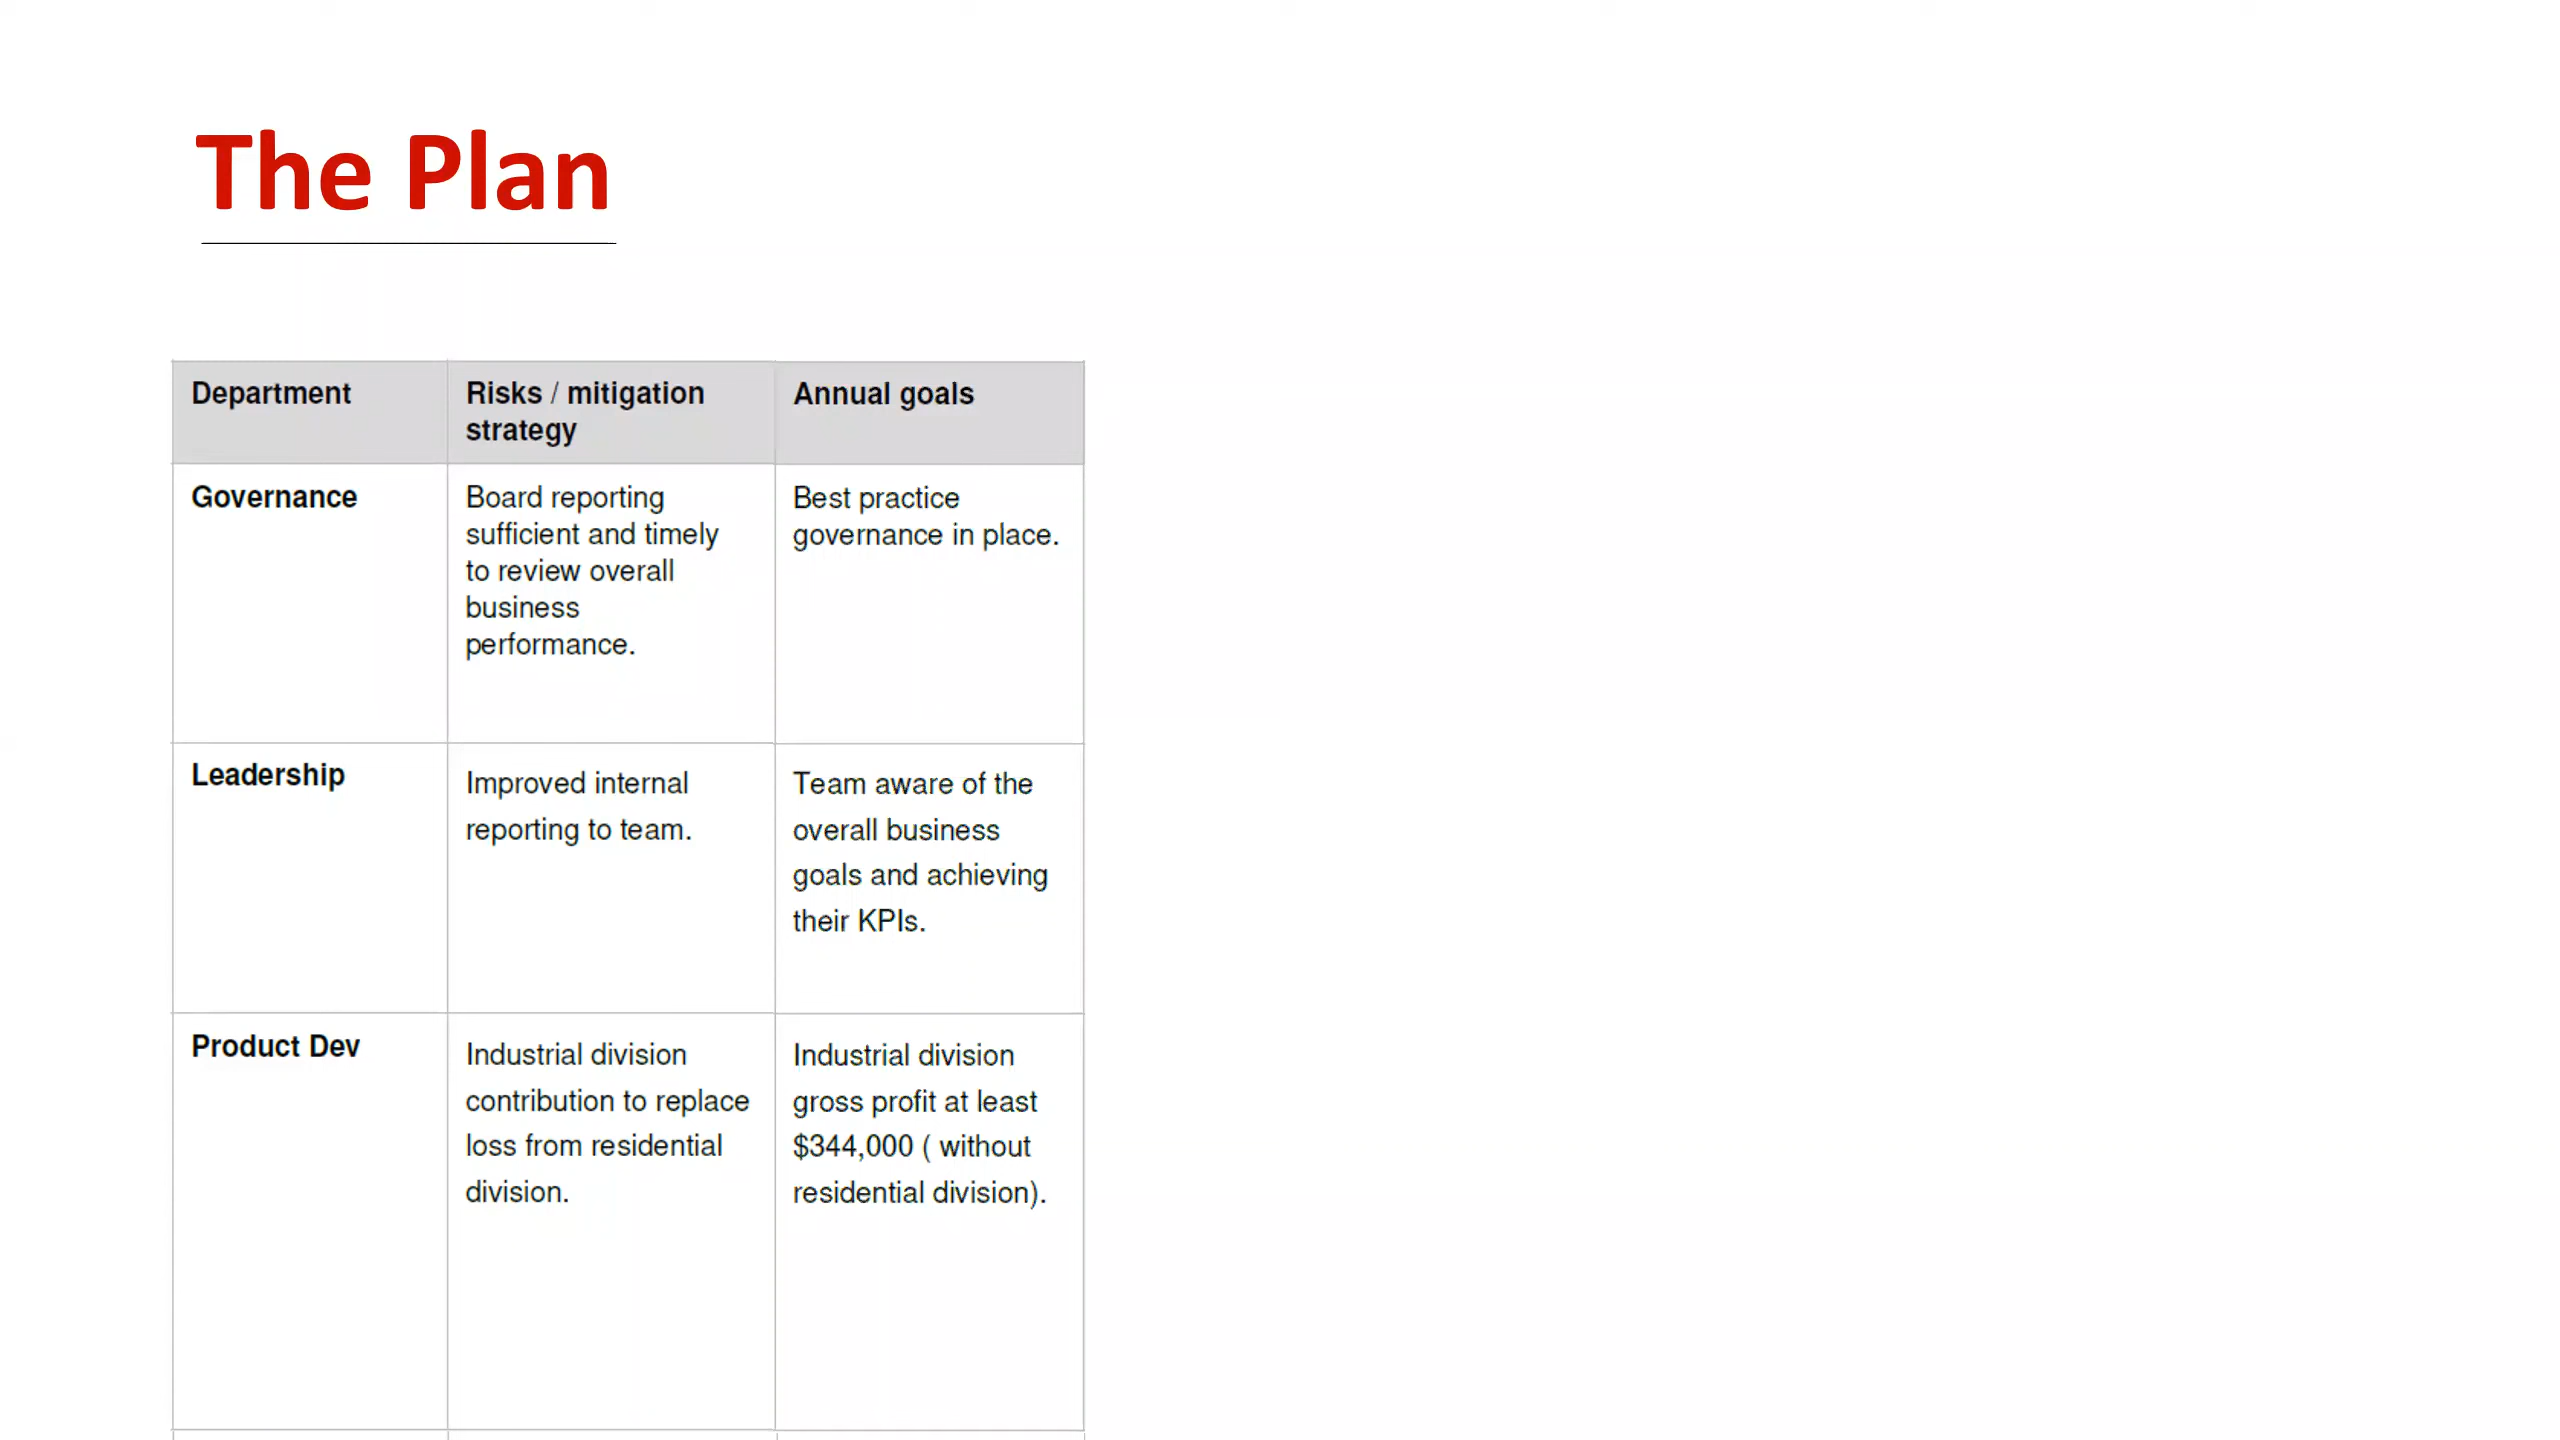 The Plan
Department
Risks / mitigation
strategy
Annual goals
Governance
Board reporting
sufficient and timely
to review overall
business
performance.
Best practice
governance in place.
Leadership
Improved internal
reporting to team.
Team aware of the
overall business
goals and achieving
their KPIs.
Product Dev
Industrial division
contribution to replace
loss from residential
division.
Industrial division
gross profit at least
$344,000 ( without
residential division).